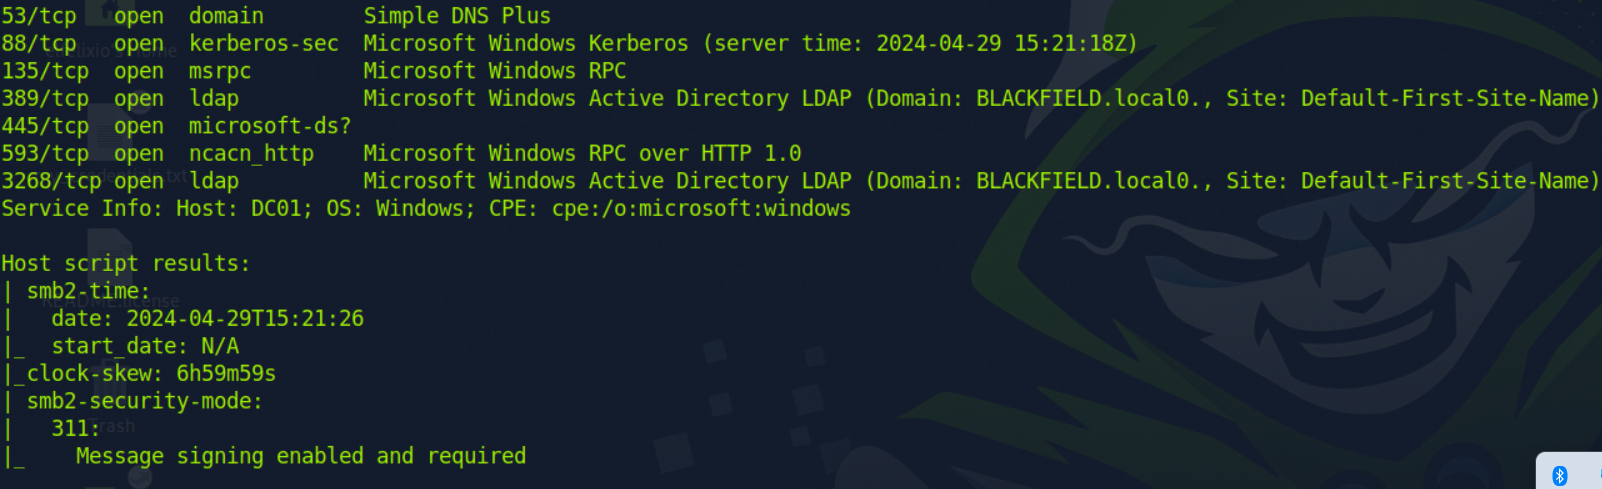 53/tcp   open  domain        Simple DNS Plus
88/tcp   open  kerberos-sec  Microsoft Windows Kerberos (server time: 2024-04-29 15:21:18Z)
135/tcp  open  msrpc         Microsoft Windows RPC
389/tcp  open  ldap          Microsoft Windows Active Directory LDAP (Domain: BLACKFIELD.local0., Site: Default-First-Site-Name)
445/tcp  open  microsoft-ds?
593/tcp  open  ncacn_http    Microsoft Windows RPC over HTTP 1.0
3268/tcp open  ldap          Microsoft Windows Active Directory LDAP (Domain: BLACKFIELD.local0., Site: Default-First-Site-Name)
Service Info: Host: DC01; OS: Windows; CPE: cpe:/o:microsoft:windows

Host script results:
| smb2-time:
|   date: 2024-04-29T15:21:26
|_  start_date: N/A
|_clock-skew: 6h59m59s
| smb2-security-mode:
|   311:
|_    Message signing enabled and required
README.license
Trash